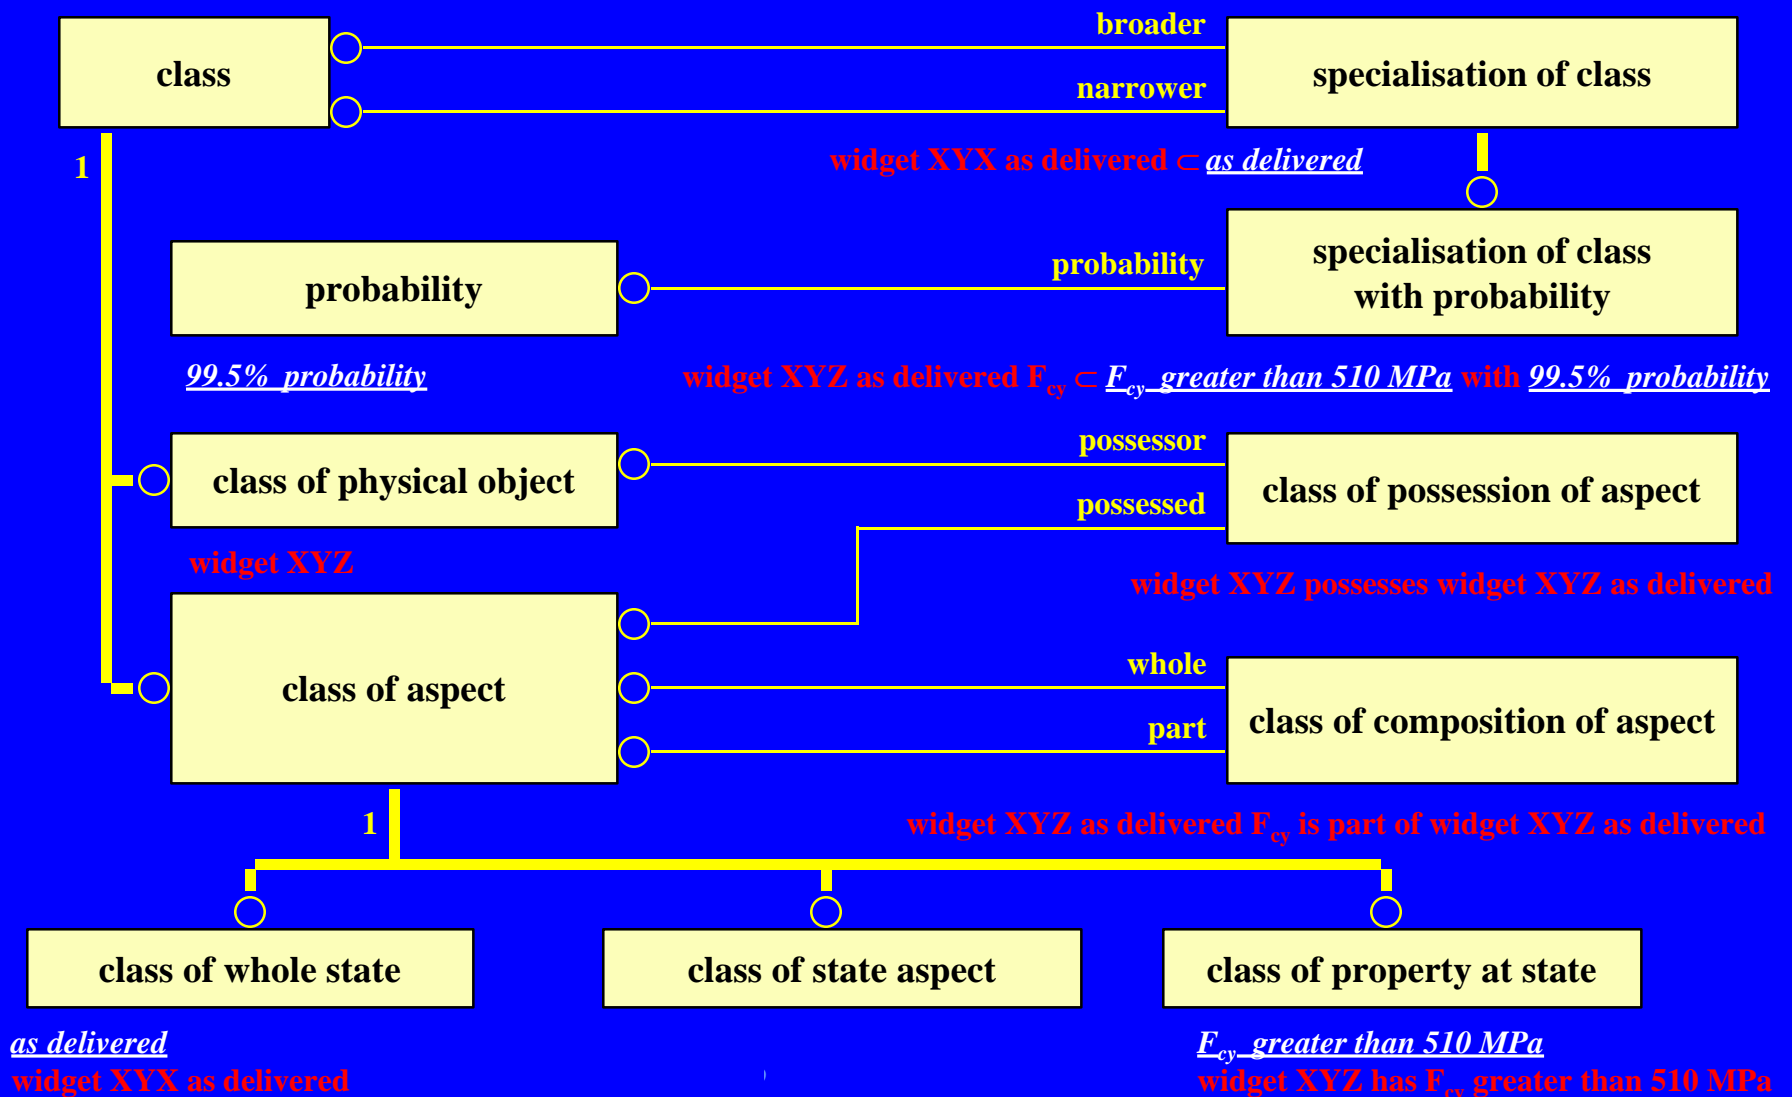 broader
class
specialisation of class
narrower
1
widget XYX as delivered ⊂ as delivered
specialisation of class
with probability
probability
probability
99.5% probability
widget XYZ as delivered Fcy ⊂ Fcy greater than 510 MPa with 99.5% probability
possessor
class of physical object
class of possession of aspect
possessed
widget XYZ
widget XYZ possesses widget XYZ as delivered
whole
class of aspect
class of composition of aspect
part
1
widget XYZ as delivered Fcy is part of widget XYZ as delivered
class of whole state
class of state aspect
class of property at state
as delivered
widget XYX as delivered
Fcy greater than 510 MPa
widget XYZ has Fcy greater than 510 MPa